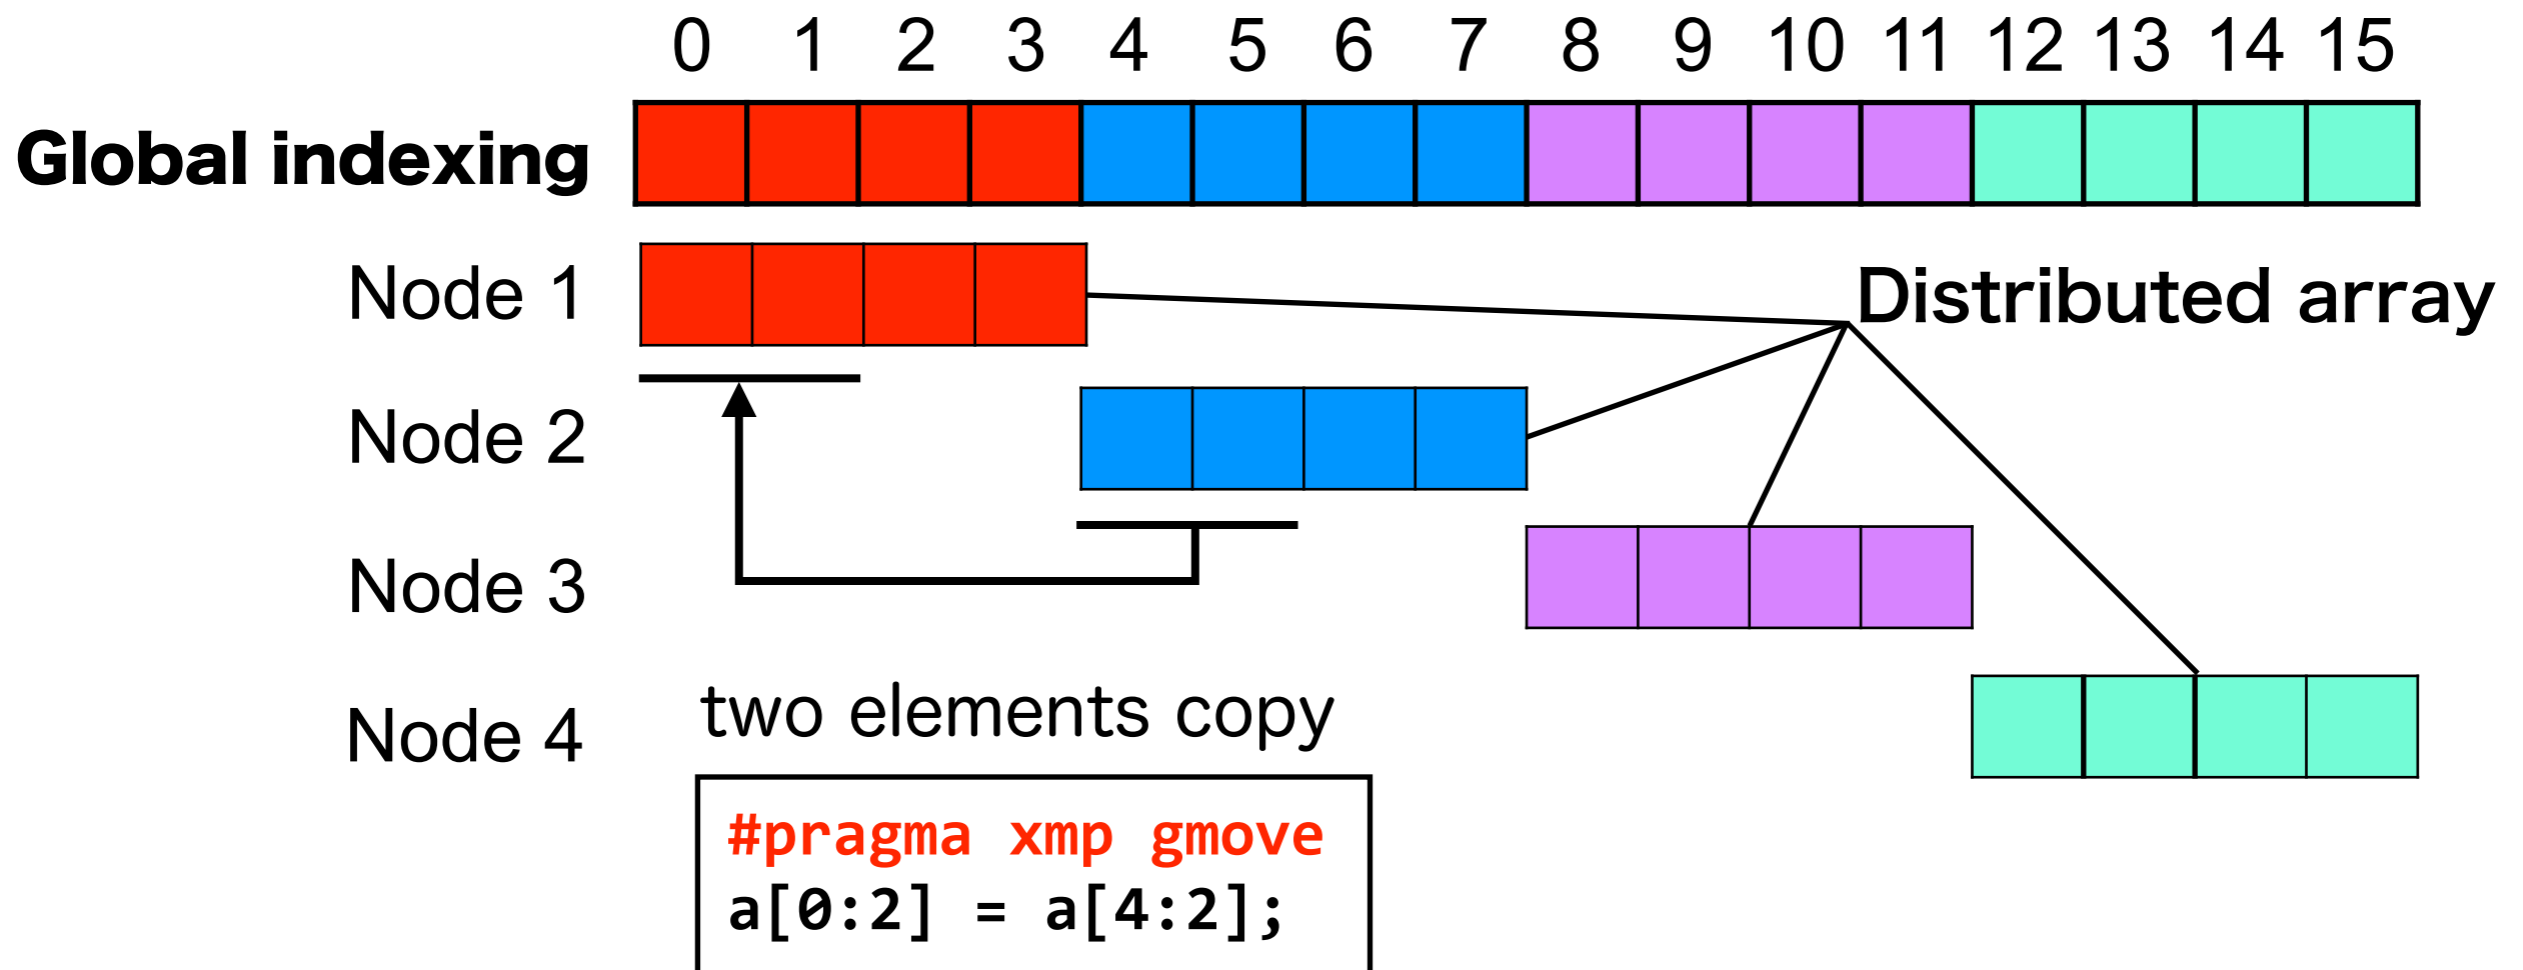 0 1 2 3 4 5 6 7 8 9 10 11 12 13 14 15
Global indexing
Node 1
Distributed array
Node 2
Node 3
Node 4
two elements copy
#pragma xmp gmove
a[0:2] = a[4:2];